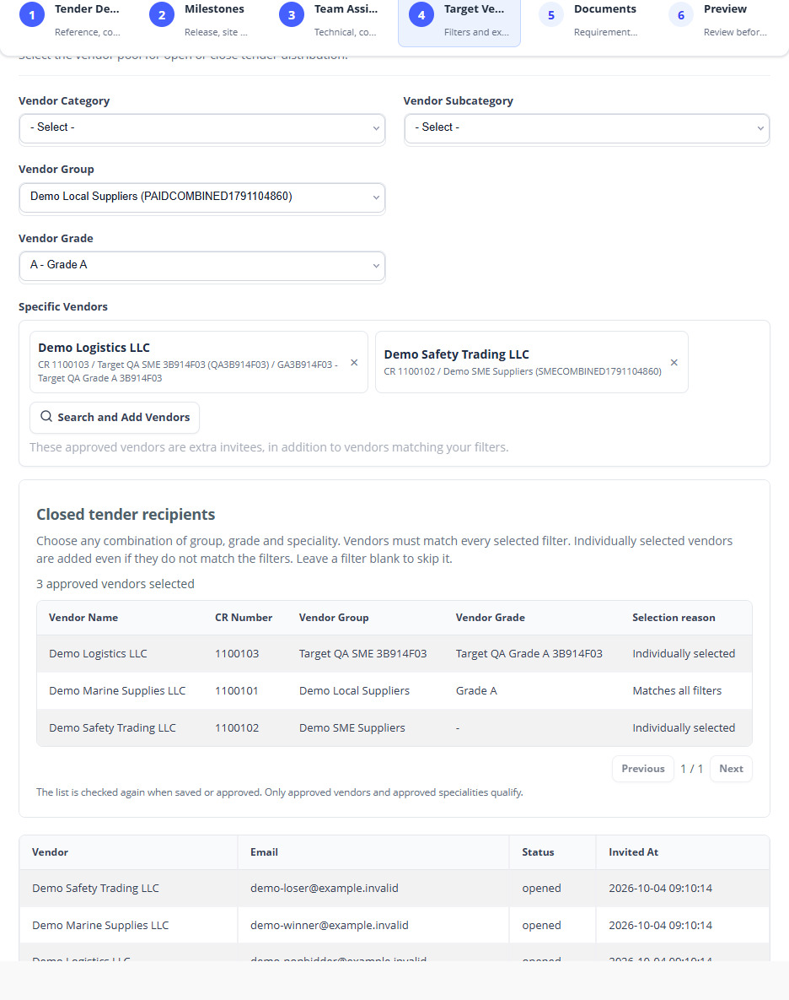 1 Tender De... 2 Milestones 3 Team Assi... 4 Target Ve... 5 Documents 6 Preview
Reference, co... Release, site ... Technical, co... Filters and ex... Requirement... Review befor...
Select the vendor pool for open or close tender distribution.
Vendor Category Vendor Subcategory
- Select - - Select -
Vendor Group
Demo Local Suppliers (PAIDCOMBINED1791104860)
Vendor Grade
A - Grade A
Specific Vendors
Demo Logistics LLC
CR 1100103 / Target QA SME 3B914F03 (QA3B914F03) / GA3B914F03 -
Target QA Grade A 3B914F03
×
Demo Safety Trading LLC
CR 1100102 / Demo SME Suppliers (SMECOMBINED1791104860)
×
Search and Add Vendors
These approved vendors are extra invitees, in addition to vendors matching your filters.
Closed tender recipients
Choose any combination of group, grade and speciality. Vendors must match every selected filter. Individually selected vendors
are added even if they do not match the filters. Leave a filter blank to skip it.
3 approved vendors selected
Vendor Name CR Number Vendor Group Vendor Grade Selection reason
Demo Logistics LLC 1100103 Target QA SME 3B914F03 Target QA Grade A 3B914F03 Individually selected
Demo Marine Supplies LLC 1100101 Demo Local Suppliers Grade A Matches all filters
Demo Safety Trading LLC 1100102 Demo SME Suppliers - Individually selected
Previous 1 / 1 Next
The list is checked again when saved or approved. Only approved vendors and approved specialities qualify.
Vendor Email Status Invited At
Demo Safety Trading LLC demo-loser@example.invalid opened 2026-10-04 09:10:14
Demo Marine Supplies LLC demo-winner@example.invalid opened 2026-10-04 09:10:14
Demo Logistics LLC demo-nonbidder@example.invalid opened 2026-10-04 09:10:14